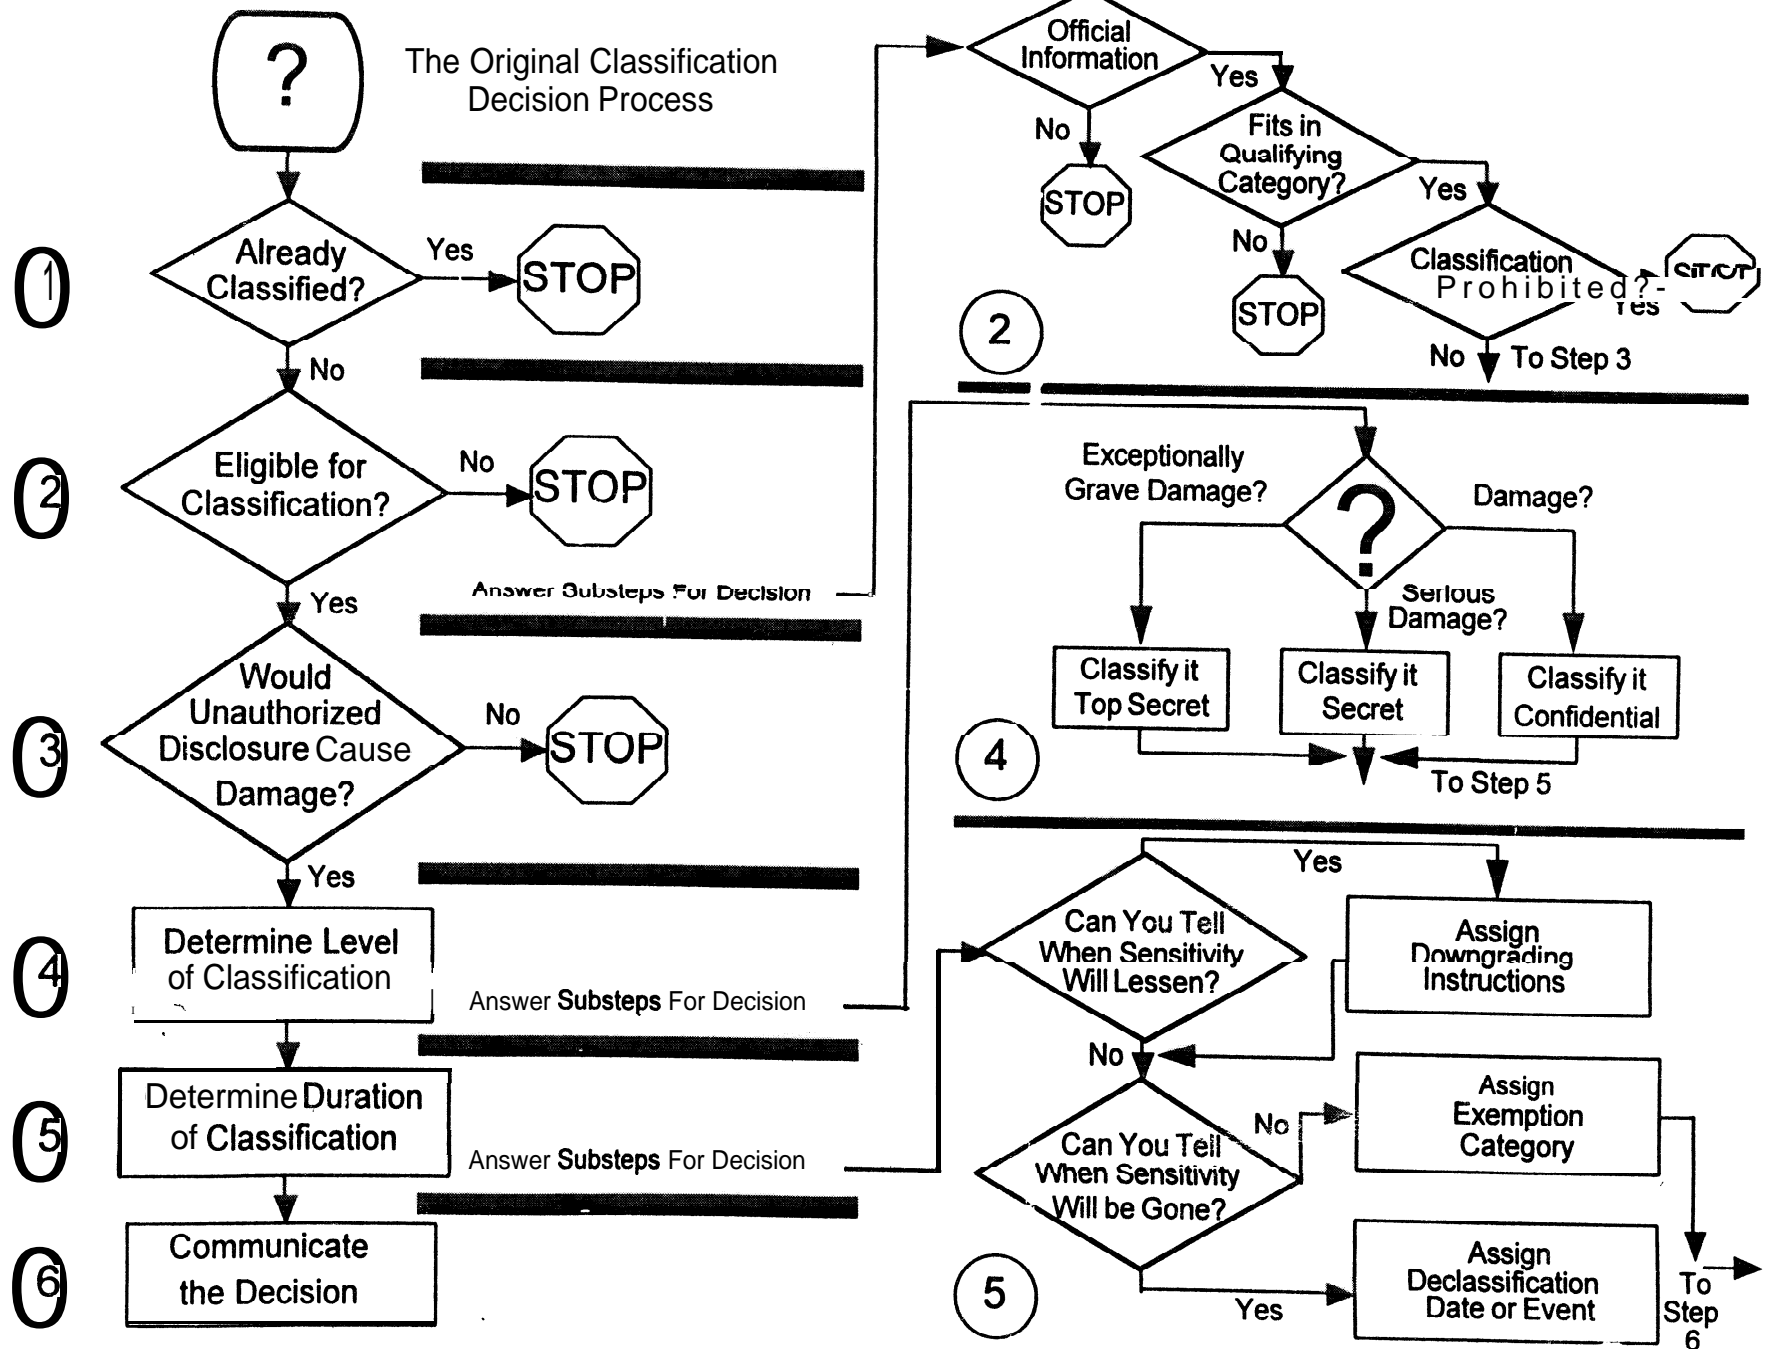 ?
The Original Classification
Decision Process
1
Already
Classified?
Yes
STOP
No
2
Eligible for
Classification?
No
STOP
Yes
Answer Substeps For Decision
3
Would
Unauthorized
Disclosure Cause
Damage?
No
STOP
Yes
4
Determine Level
of Classification
Answer Substeps For Decision
5
Determine Duration
of Classification
Answer Substeps For Decision
6
Communicate
the Decision
Official
Information
Yes
No
STOP
Fits in
Qualifying
Category?
Yes
No
STOP
Classification
Prohibited?-
Yes
STOP
No
To Step 3
2
Exceptionally
Grave Damage?
?
Damage?
Serious
Damage?
Classify it
Top Secret
Classify it
Secret
Classify it
Confidential
4
To Step 5
Yes
Can You Tell
When Sensitivity
Will Lessen?
Assign
Downgrading
Instructions
No
Can You Tell
When Sensitivity
Will be Gone?
No
Assign
Exemption
Category
5
Yes
Assign
Declassification
Date or Event
To
Step
6